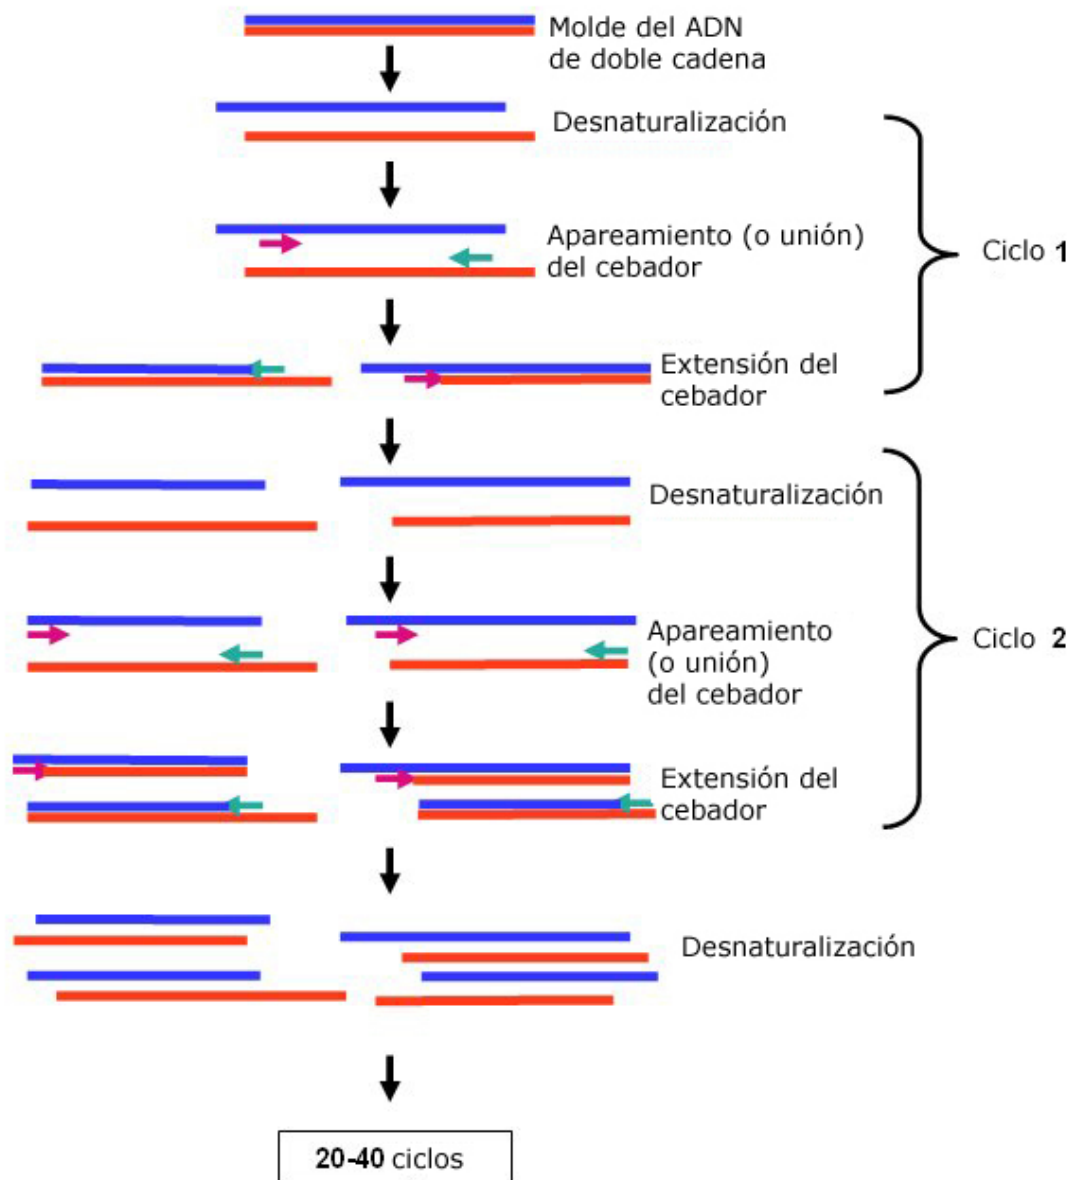 Molde del ADN
de doble cadena
Desnaturalización
Apareamiento (o unión)
del cebador
Ciclo 1
Extensión del
cebador
Desnaturalización
Apareamiento
(o unión)
del cebador
Ciclo 2
Extensión del
cebador
Desnaturalización
20-40 ciclos